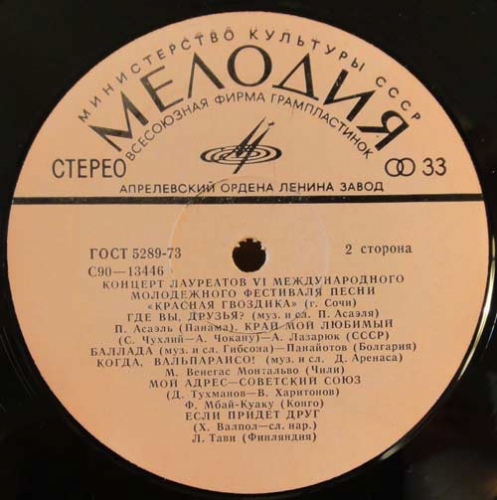 МИНИСТЕРСТВО КУЛЬТУРЫ СССР
МЕЛОДИЯ
ВСЕСОЮЗНАЯ ФИРМА ГРАМПЛАСТИНОК
СТЕРЕО 33
АПРЕЛЕВСКИЙ ОРДЕНА ЛЕНИНА ЗАВОД
ГОСТ 5289-73 2 сторона
С90—13446
КОНЦЕРТ ЛАУРЕАТОВ VI МЕЖДУНАРОДНОГО
МОЛОДЕЖНОГО ФЕСТИВАЛЯ ПЕСНИ
«КРАСНАЯ ГВОЗДИКА» (г. Сочи)
ГДЕ ВЫ, ДРУЗЬЯ? (муз. и сл. П. Асаэля)
П. Асаэль (Панама), КРАЙ МОЙ ЛЮБИМЫЙ
(С. Чухлий—А. Чокану)—А. Лазарюк (СССР)
БАЛЛАДА (муз. и сл. Гибсона)—Панайотов (Болгария)
КОГДА, ВАЛЬПАРАИСО! (муз. и сл. Д. Аренаса)
М. Венегас Монтальво (Чили)
МОЙ АДРЕС—СОВЕТСКИЙ СОЮЗ
(Д. Тухманов—В. Харитонов)
Ф. Мбай-Куаку (Конго)
ЕСЛИ ПРИДЕТ ДРУГ
(Х. Валпол—сл. нар.)
Л. Тави (Финляндия)